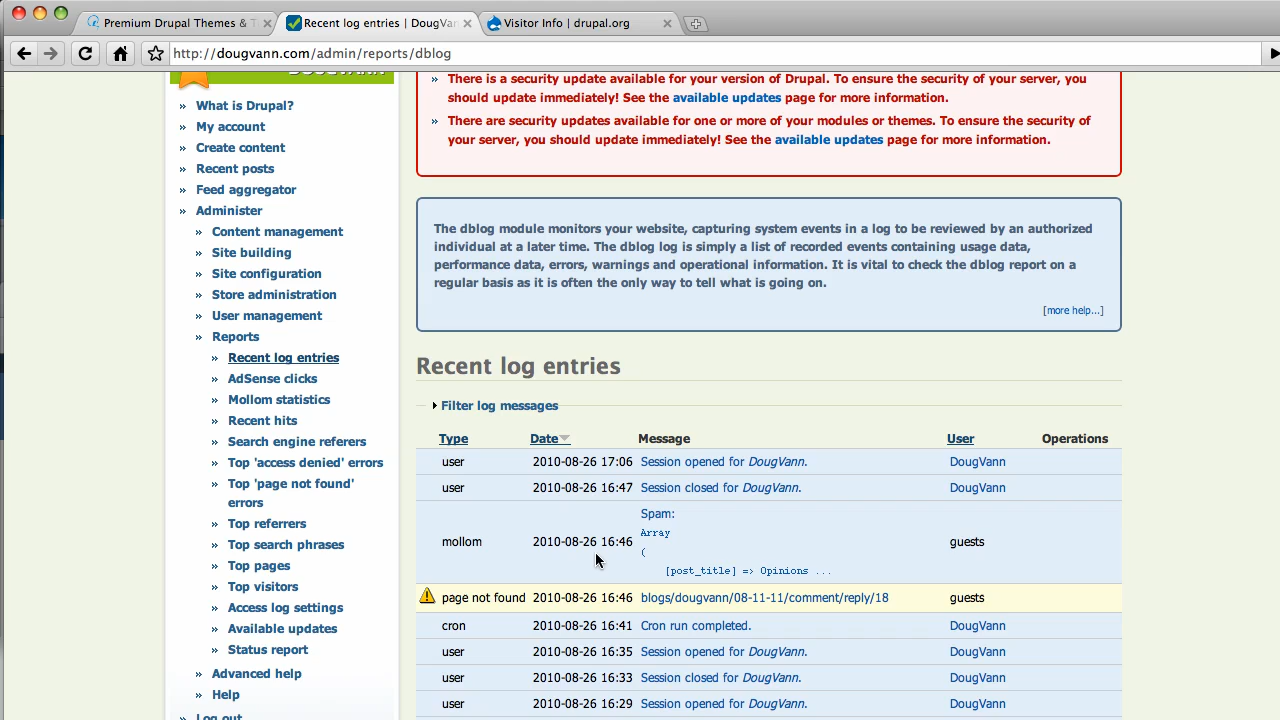 Premium Drupal Themes & T
Recent log entries | DougVan
Visitor Info | drupal.org
http://dougvann.com/admin/reports/dblog
DOUGVANN
» What is Drupal?
» My account
» Create content
» Recent posts
» Feed aggregator
» Administer
» Content management
» Site building
» Site configuration
» Store administration
» User management
» Reports
» Recent log entries
» AdSense clicks
» Mollom statistics
» Recent hits
» Search engine referers
» Top 'access denied' errors
» Top 'page not found'
errors
» Top referrers
» Top search phrases
» Top pages
» Top visitors
» Access log settings
» Available updates
» Status report
» Advanced help
» Help
» Log out
» There is a security update available for your version of Drupal. To ensure the security of your server, you
should update immediately! See the available updates page for more information.
» There are security updates available for one or more of your modules or themes. To ensure the security of
your server, you should update immediately! See the available updates page for more information.
The dblog module monitors your website, capturing system events in a log to be reviewed by an authorized
individual at a later time. The dblog log is simply a list of recorded events containing usage data,
performance data, errors, warnings and operational information. It is vital to check the dblog report on a
regular basis as it is often the only way to tell what is going on.
[more help...]
Recent log entries
Filter log messages
Type Date Message User Operations
user 2010-08-26 17:06 Session opened for DougVann. DougVann
user 2010-08-26 16:47 Session closed for DougVann. DougVann
Spam:
Array
mollom 2010-08-26 16:46 guests
(
[post_title] => Opinions ...
page not found 2010-08-26 16:46 blogs/dougvann/08-11-11/comment/reply/18 guests
cron 2010-08-26 16:41 Cron run completed. DougVann
user 2010-08-26 16:35 Session opened for DougVann. DougVann
user 2010-08-26 16:33 Session closed for DougVann. DougVann
user 2010-08-26 16:29 Session opened for DougVann. DougVann